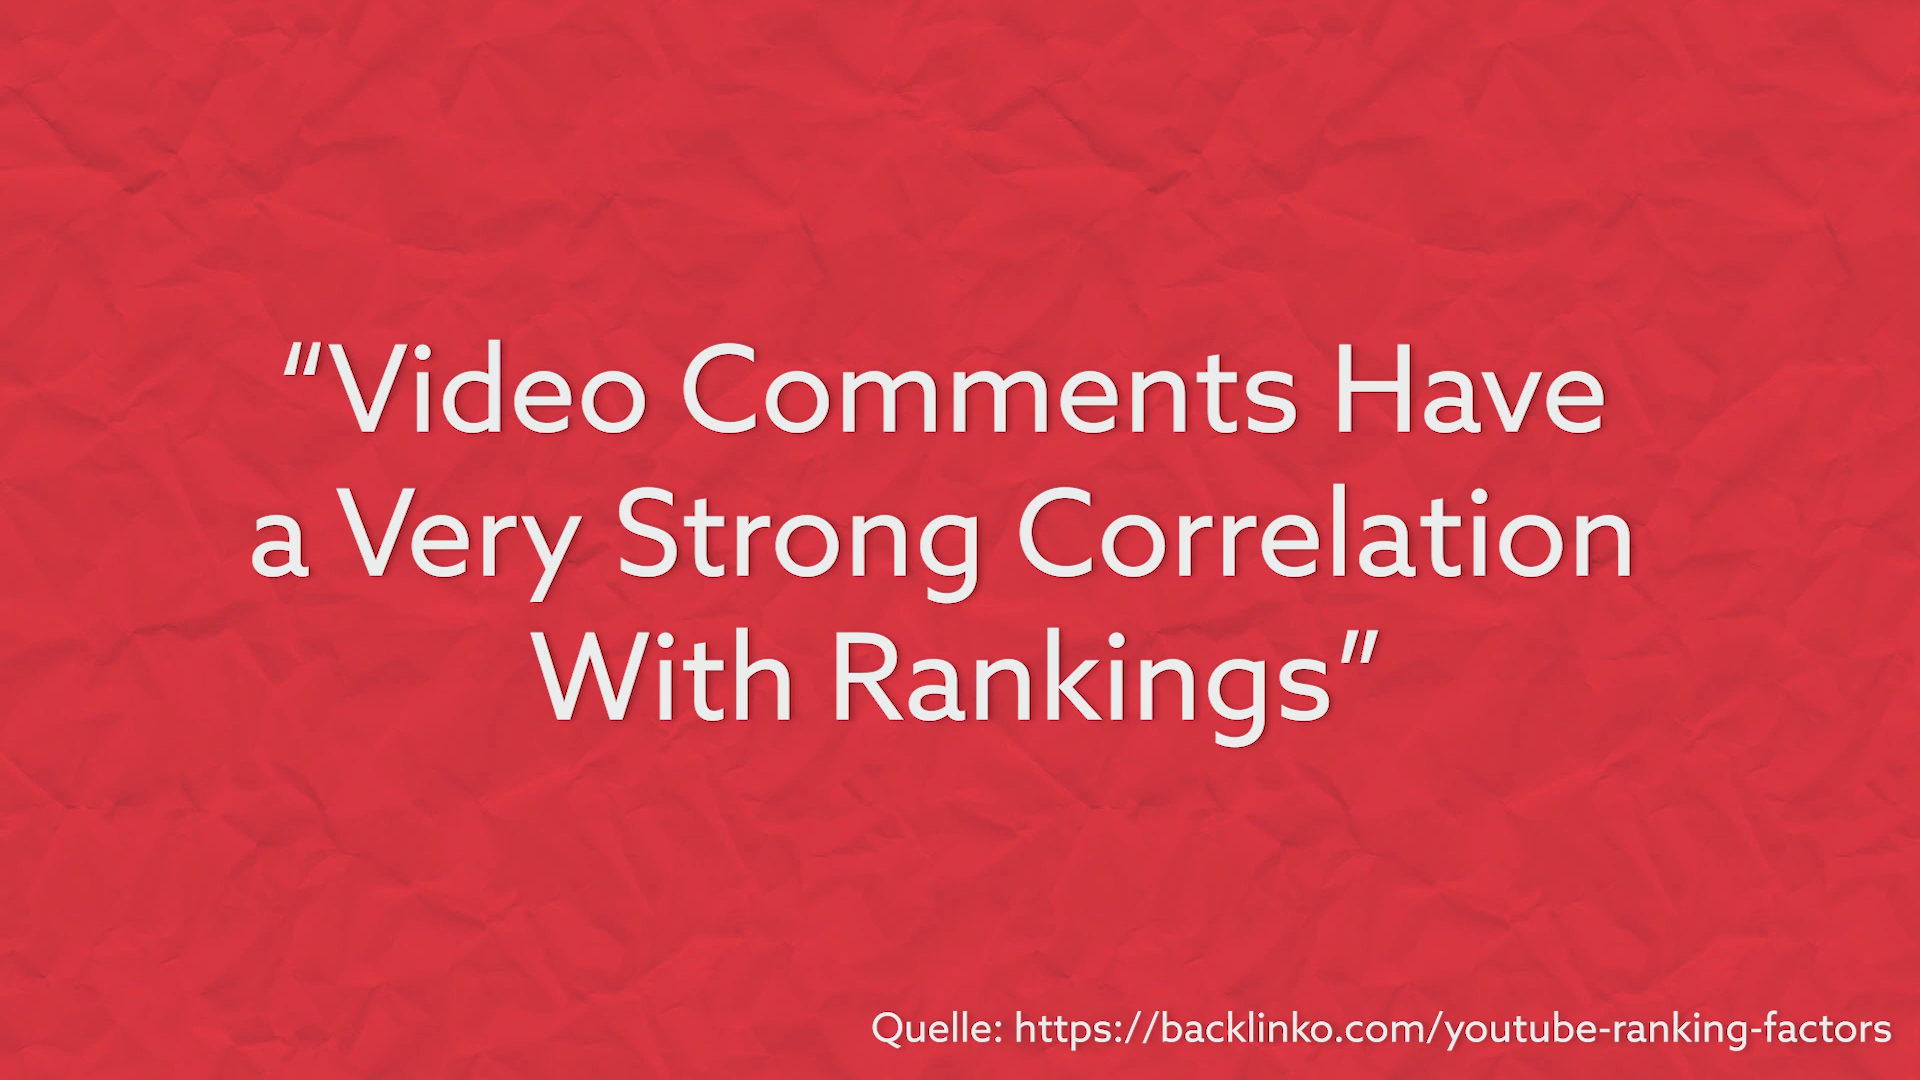 “Video Comments Have
a Very Strong Correlation
With Rankings”
Quelle: https://backlinko.com/youtube-ranking-factors